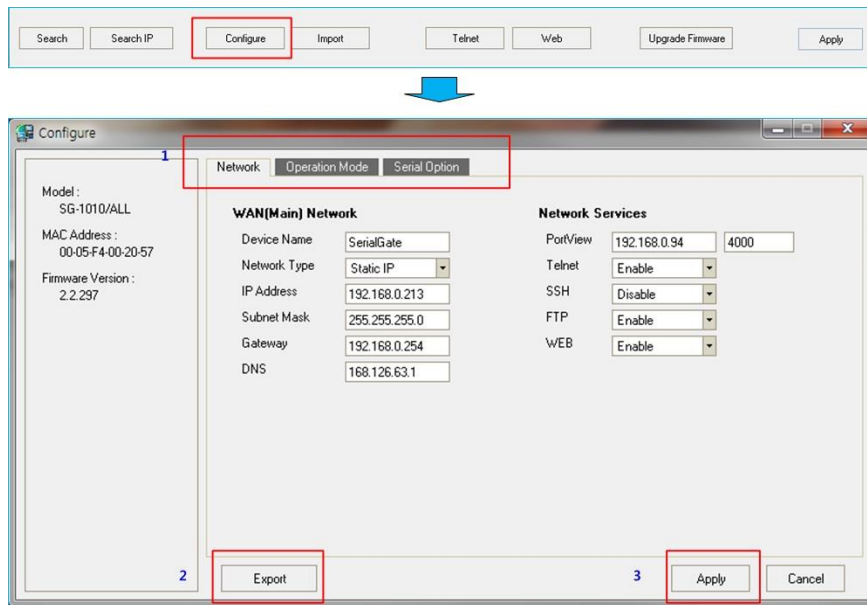 Search Search IP Configure Import Telnet Web Upgrade Firmware Apply
Configure
1
Network Operation Mode Serial Option
Model :
SG-1010/ALL
MAC Address :
00-05-F4-00-20-57
Firmware Version :
2.2.297
WAN(Main) Network
Device Name SerialGate
Network Type Static IP
IP Address 192.168.0.213
Subnet Mask 255.255.255.0
Gateway 192.168.0.254
DNS 168.126.63.1
Network Services
PortView 192.168.0.94 4000
Telnet Enable
SSH Disable
FTP Enable
WEB Enable
2 Export 3 Apply Cancel